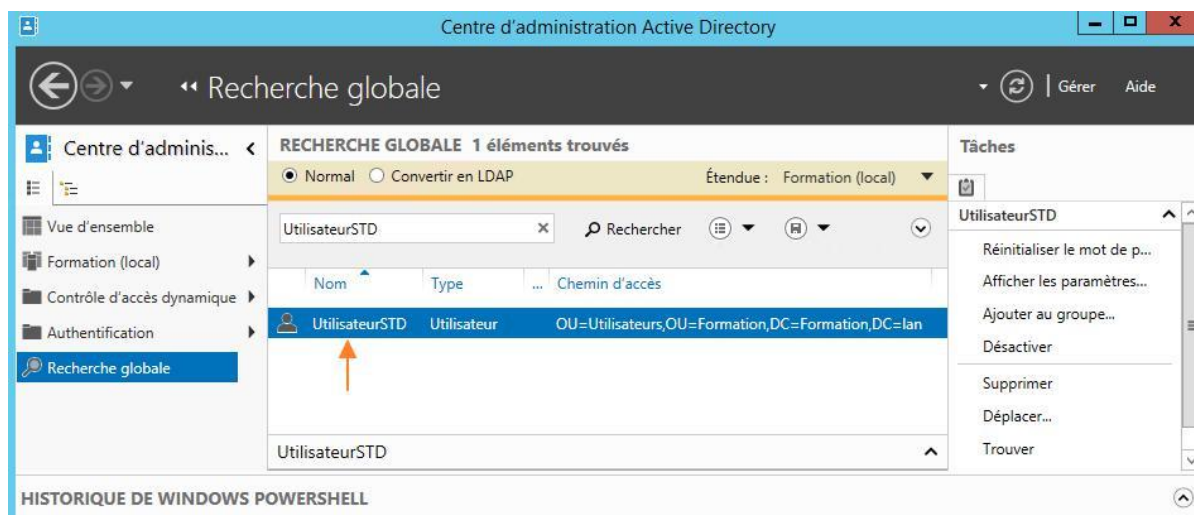 Centre d'administration Active Directory
Recherche globale
Gérer Aide
Centre d'adminis...
Vue d'ensemble
Formation (local)
Contrôle d'accès dynamique
Authentification
Recherche globale
RECHERCHE GLOBALE 1 éléments trouvés
Normal Convertir en LDAP Étendue : Formation (local)
UtilisateurSTD Rechercher
Nom Type ... Chemin d'accès
UtilisateurSTD Utilisateur OU=Utilisateurs,OU=Formation,DC=Formation,DC=lan
UtilisateurSTD
Tâches
UtilisateurSTD
Réinitialiser le mot de p...
Afficher les paramètres...
Ajouter au groupe...
Désactiver
Supprimer
Déplacer...
Trouver
HISTORIQUE DE WINDOWS POWERSHELL